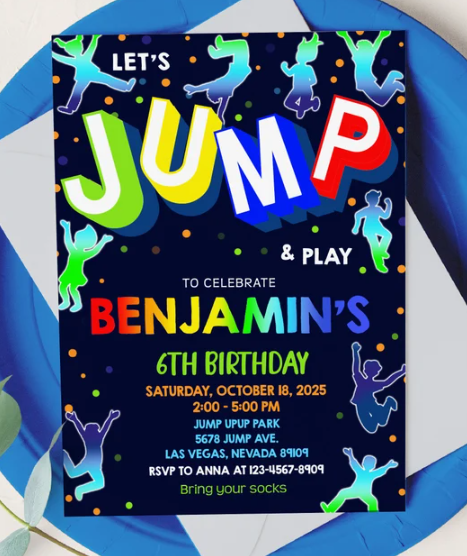 LET'S
JUMP
& PLAY
TO CELEBRATE
BENJAMIN'S
6TH BIRTHDAY
SATURDAY, OCTOBER 18, 2025
2:00 - 5:00 PM
JUMP UPUP PARK
5678 JUMP AVE.
LAS VEGAS, NEVADA 89109
RSVP TO ANNA AT 123-4567-8909
Bring your socks